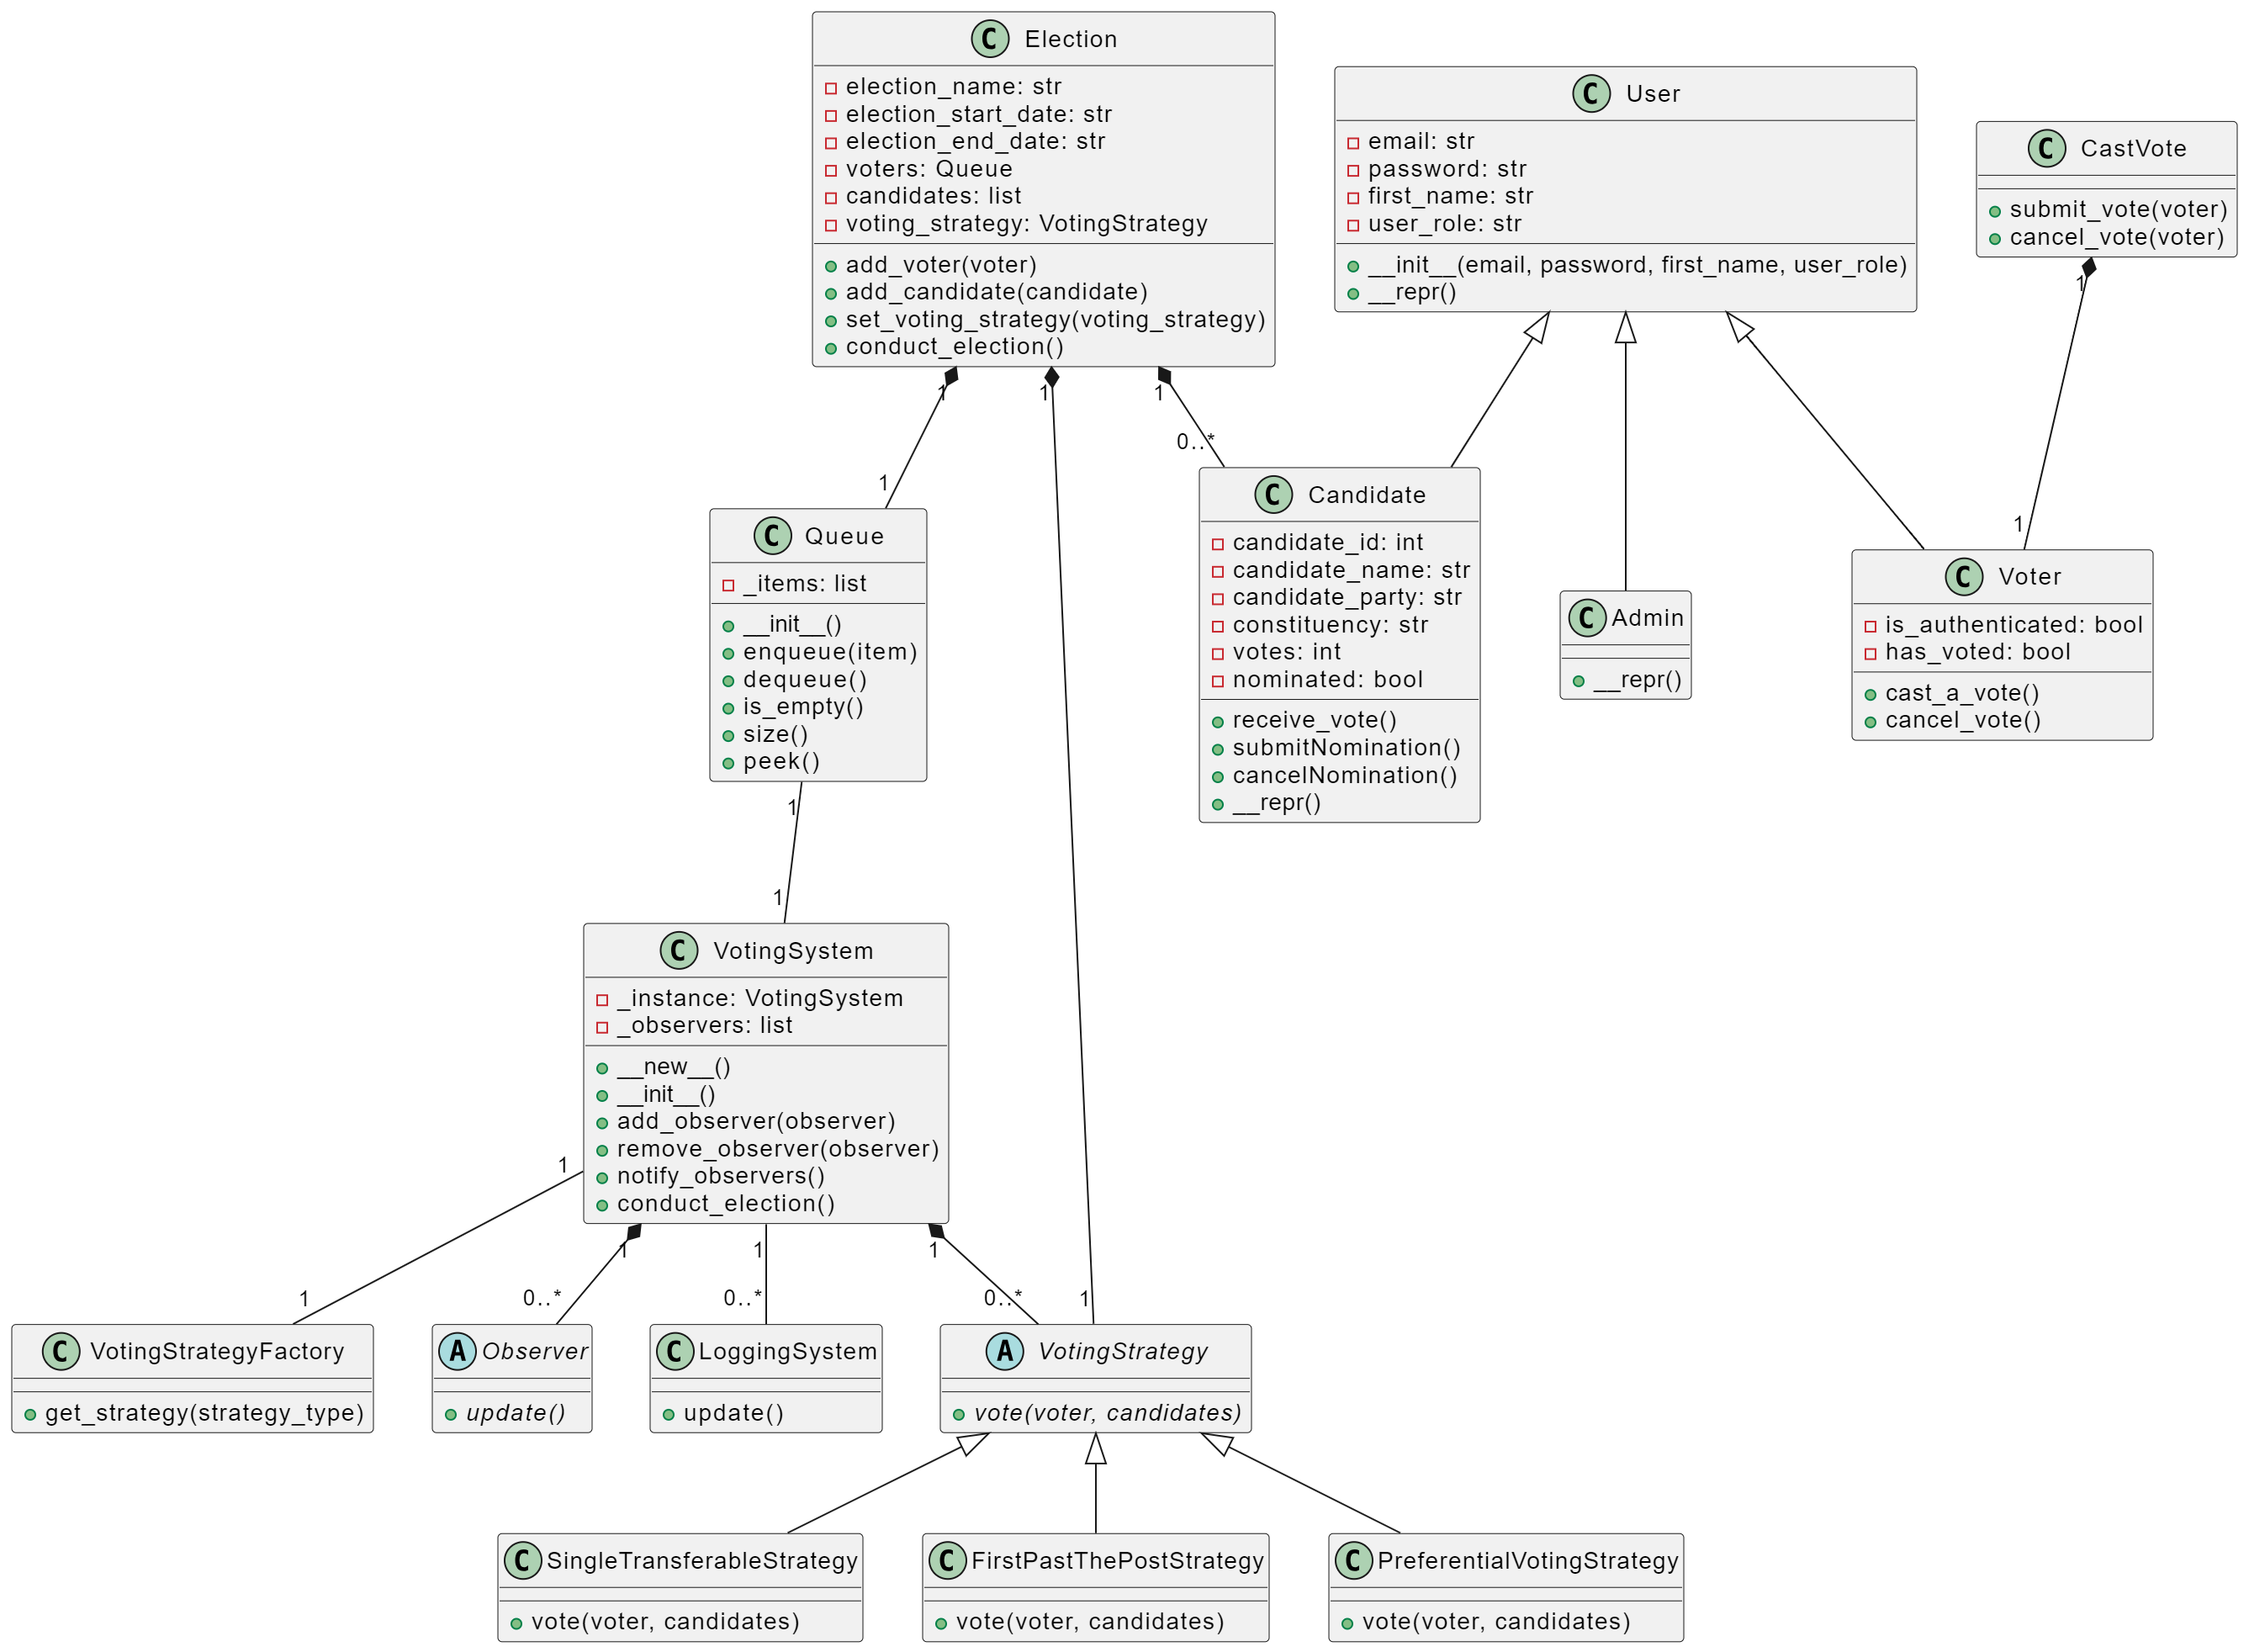 C Election
election_name: str
election_start_date: str
election_end_date: str
voters: Queue
candidates: list
voting_strategy: VotingStrategy
add_voter(voter)
add_candidate(candidate)
set_voting_strategy(voting_strategy)
conduct_election()
C User
email: str
password: str
first_name: str
user_role: str
__init__(email, password, first_name, user_role)
__repr()
C CastVote
submit_vote(voter)
cancel_vote(voter)
1
1
1
1
0..*
1
1
C Queue
_items: list
__init__()
enqueue(item)
dequeue()
is_empty()
size()
peek()
C Candidate
candidate_id: int
candidate_name: str
candidate_party: str
constituency: str
votes: int
nominated: bool
receive_vote()
submitNomination()
cancelNomination()
__repr()
C Admin
__repr()
C Voter
is_authenticated: bool
has_voted: bool
cast_a_vote()
cancel_vote()
1
1
C VotingSystem
_instance: VotingSystem
_observers: list
__new__()
__init__()
add_observer(observer)
remove_observer(observer)
notify_observers()
conduct_election()
1
1
1
1
1
0..*
0..*
0..*
1
C VotingStrategyFactory
get_strategy(strategy_type)
A Observer
update()
C LoggingSystem
update()
A VotingStrategy
vote(voter, candidates)
C SingleTransferableStrategy
vote(voter, candidates)
C FirstPastThePostStrategy
vote(voter, candidates)
C PreferentialVotingStrategy
vote(voter, candidates)